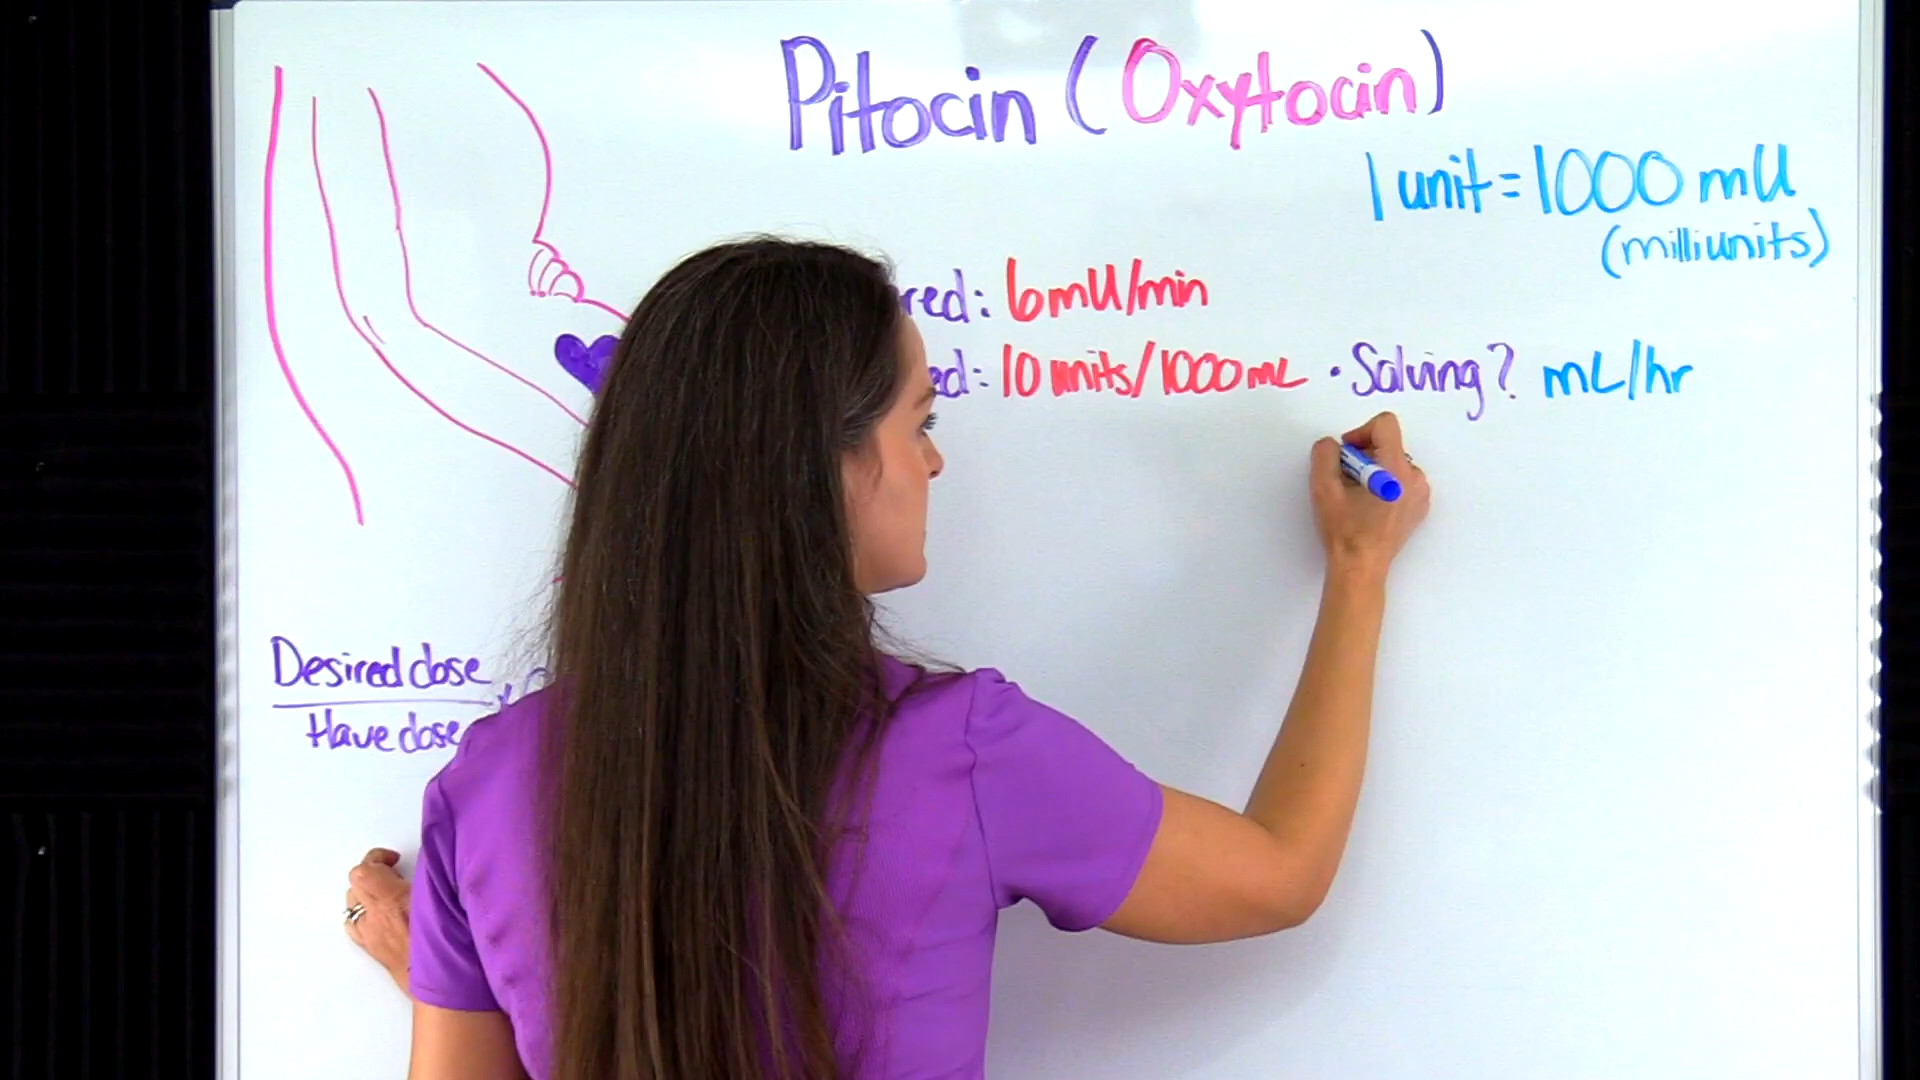 Pitocin (Oxytocin)
1 unit = 1000 mU
(milliunits)
red: 6mU/min
ed: 10 units/1000mL • Solving? mL/hr
Desired dose
Have dose